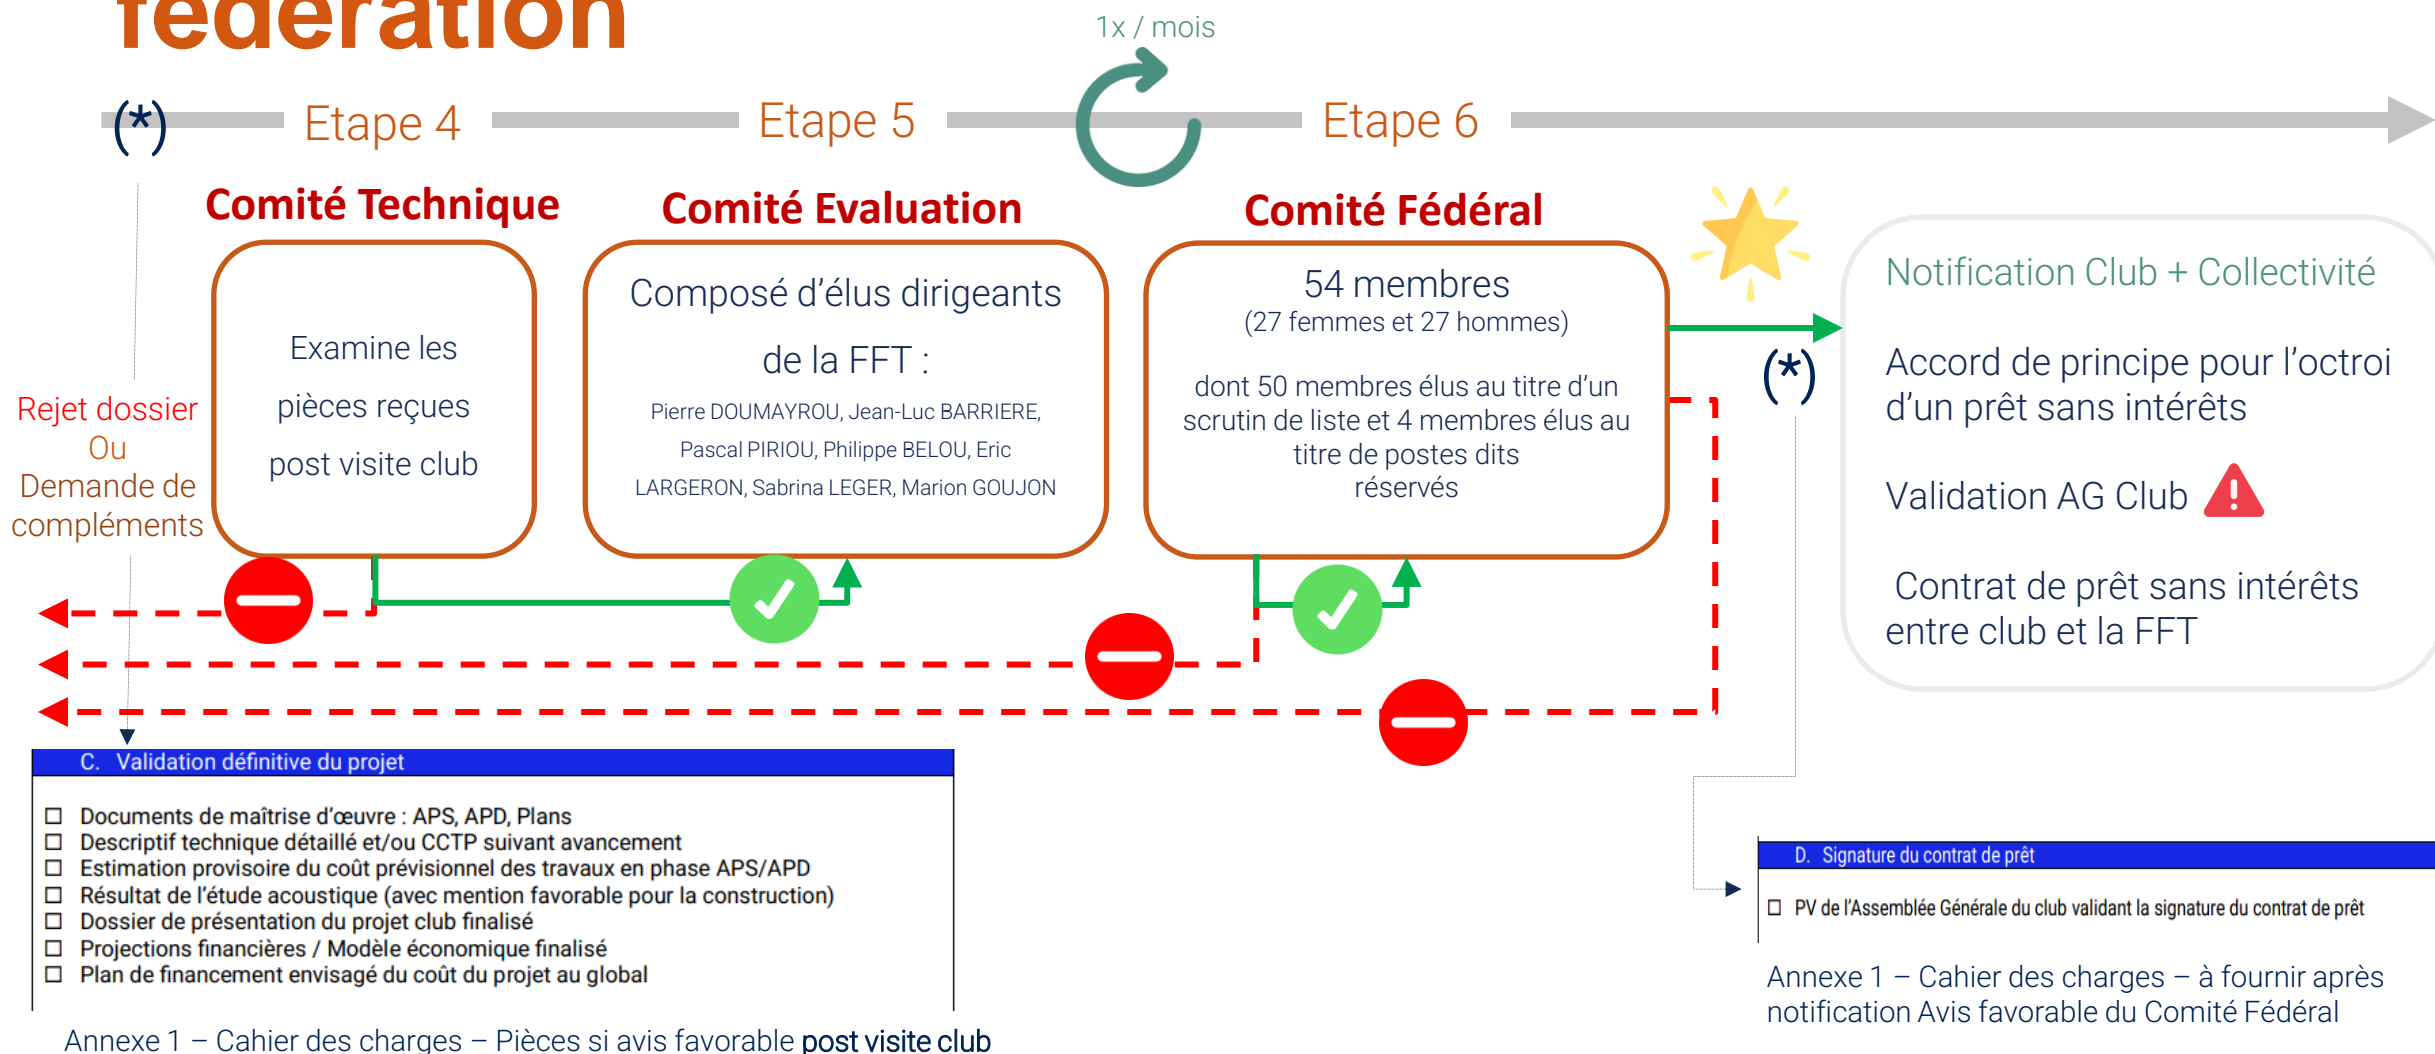 fédération
1x / mois
(*)
Etape 4
Etape 5
Etape 6
Comité Technique
Comité Evaluation
Comité Fédéral
Examine les
pièces reçues
post visite club
Composé d'élus dirigeants
de la FFT :
Pierre DOUMAYROU, Jean-Luc BARRIERE,
Pascal PIRIOU, Philippe BELOU, Eric
LARGERON, Sabrina LEGER, Marion GOUJON
54 membres
(27 femmes et 27 hommes)
dont 50 membres élus au titre d'un
scrutin de liste et 4 membres élus au
titre de postes dits
réservés
(*)
Notification Club + Collectivité
Accord de principe pour l'octroi
d'un prêt sans intérêts
Validation AG Club
Contrat de prêt sans intérêts
entre club et la FFT
Rejet dossier
Ou
Demande de
compléments
C. Validation définitive du projet
☐ Documents de maîtrise d'œuvre : APS, APD, Plans
☐ Descriptif technique détaillé et/ou CCTP suivant avancement
☐ Estimation provisoire du coût prévisionnel des travaux en phase APS/APD
☐ Résultat de l'étude acoustique (avec mention favorable pour la construction)
☐ Dossier de présentation du projet club finalisé
☐ Projections financières / Modèle économique finalisé
☐ Plan de financement envisagé du coût du projet au global
Annexe 1 – Cahier des charges – Pièces si avis favorable post visite club
D. Signature du contrat de prêt
☐ PV de l'Assemblée Générale du club validant la signature du contrat de prêt
Annexe 1 – Cahier des charges – à fournir après
notification Avis favorable du Comité Fédéral